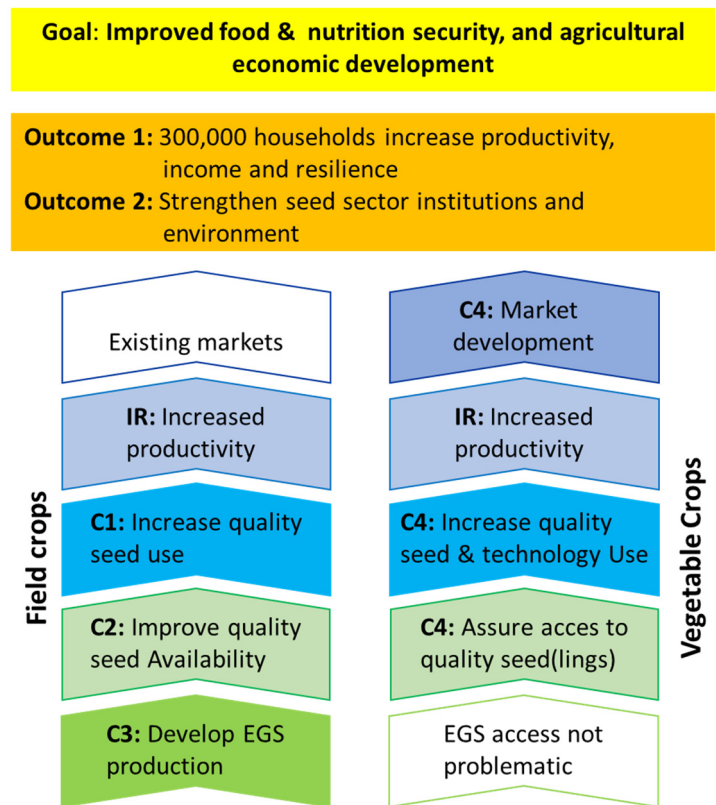 Goal: Improved food & nutrition security, and agricultural
economic development
Outcome 1: 300,000 households increase productivity,
income and resilience
Outcome 2: Strengthen seed sector institutions and
environment
Existing markets
C4: Market
development
IR: Increased
productivity
IR: Increased
productivity
C1: Increase quality
seed use
C4: Increase quality
seed & technology Use
C2: Improve quality
seed Availability
C4: Assure acces to
quality seed(lings)
C3: Develop EGS
production
EGS access not
problematic
Field crops
Vegetable Crops